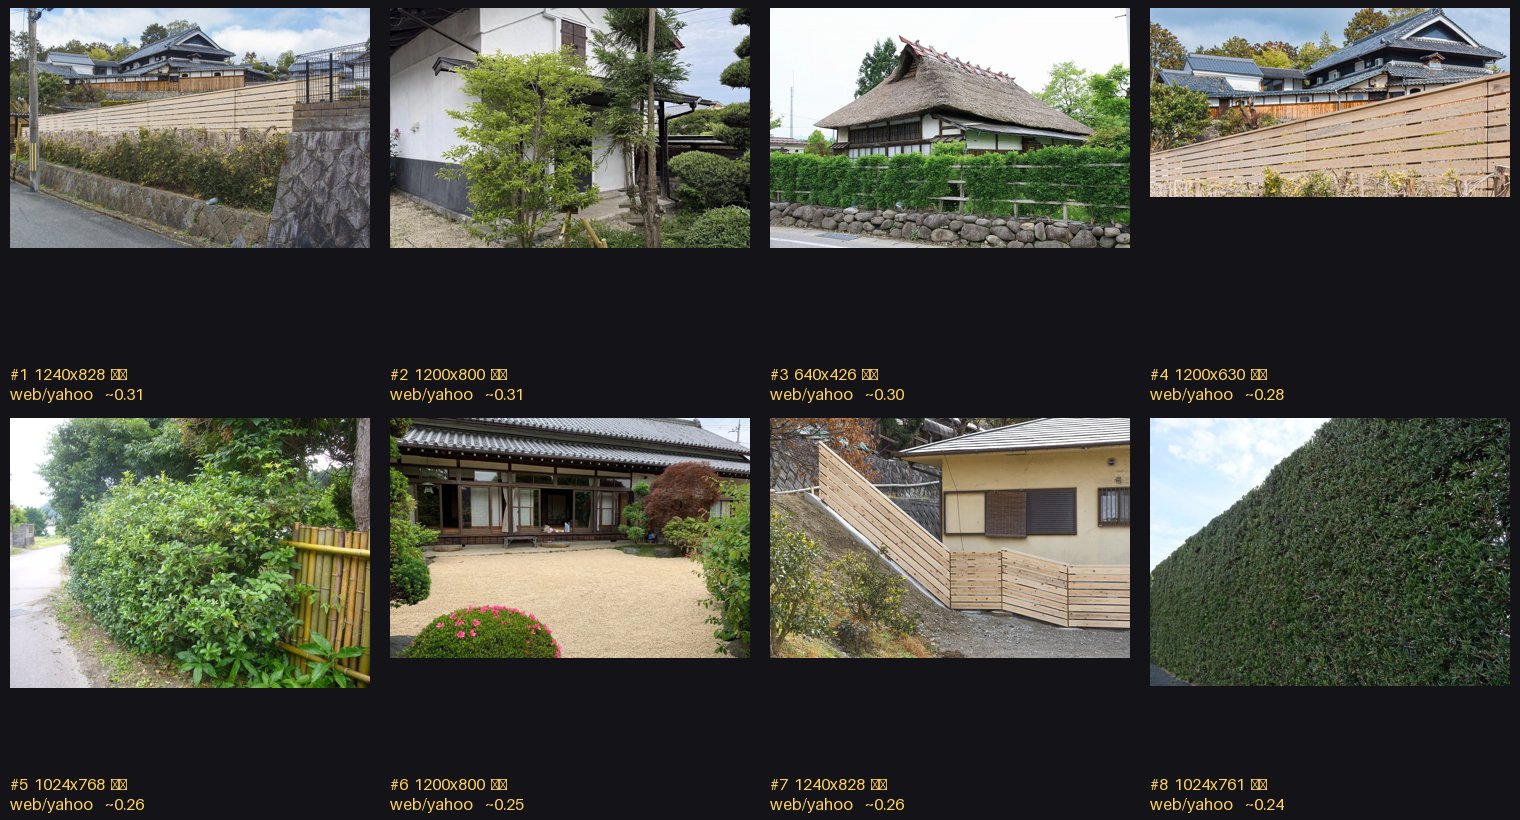 #1 1240x828
web/yahoo ~0.31
#2 1200x800
web/yahoo ~0.31
#3 640x426
web/yahoo ~0.30
#4 1200x630
web/yahoo ~0.28
#5 1024x768
web/yahoo ~0.26
#6 1200x800
web/yahoo ~0.25
#7 1240x828
web/yahoo ~0.26
#8 1024x761
web/yahoo ~0.24